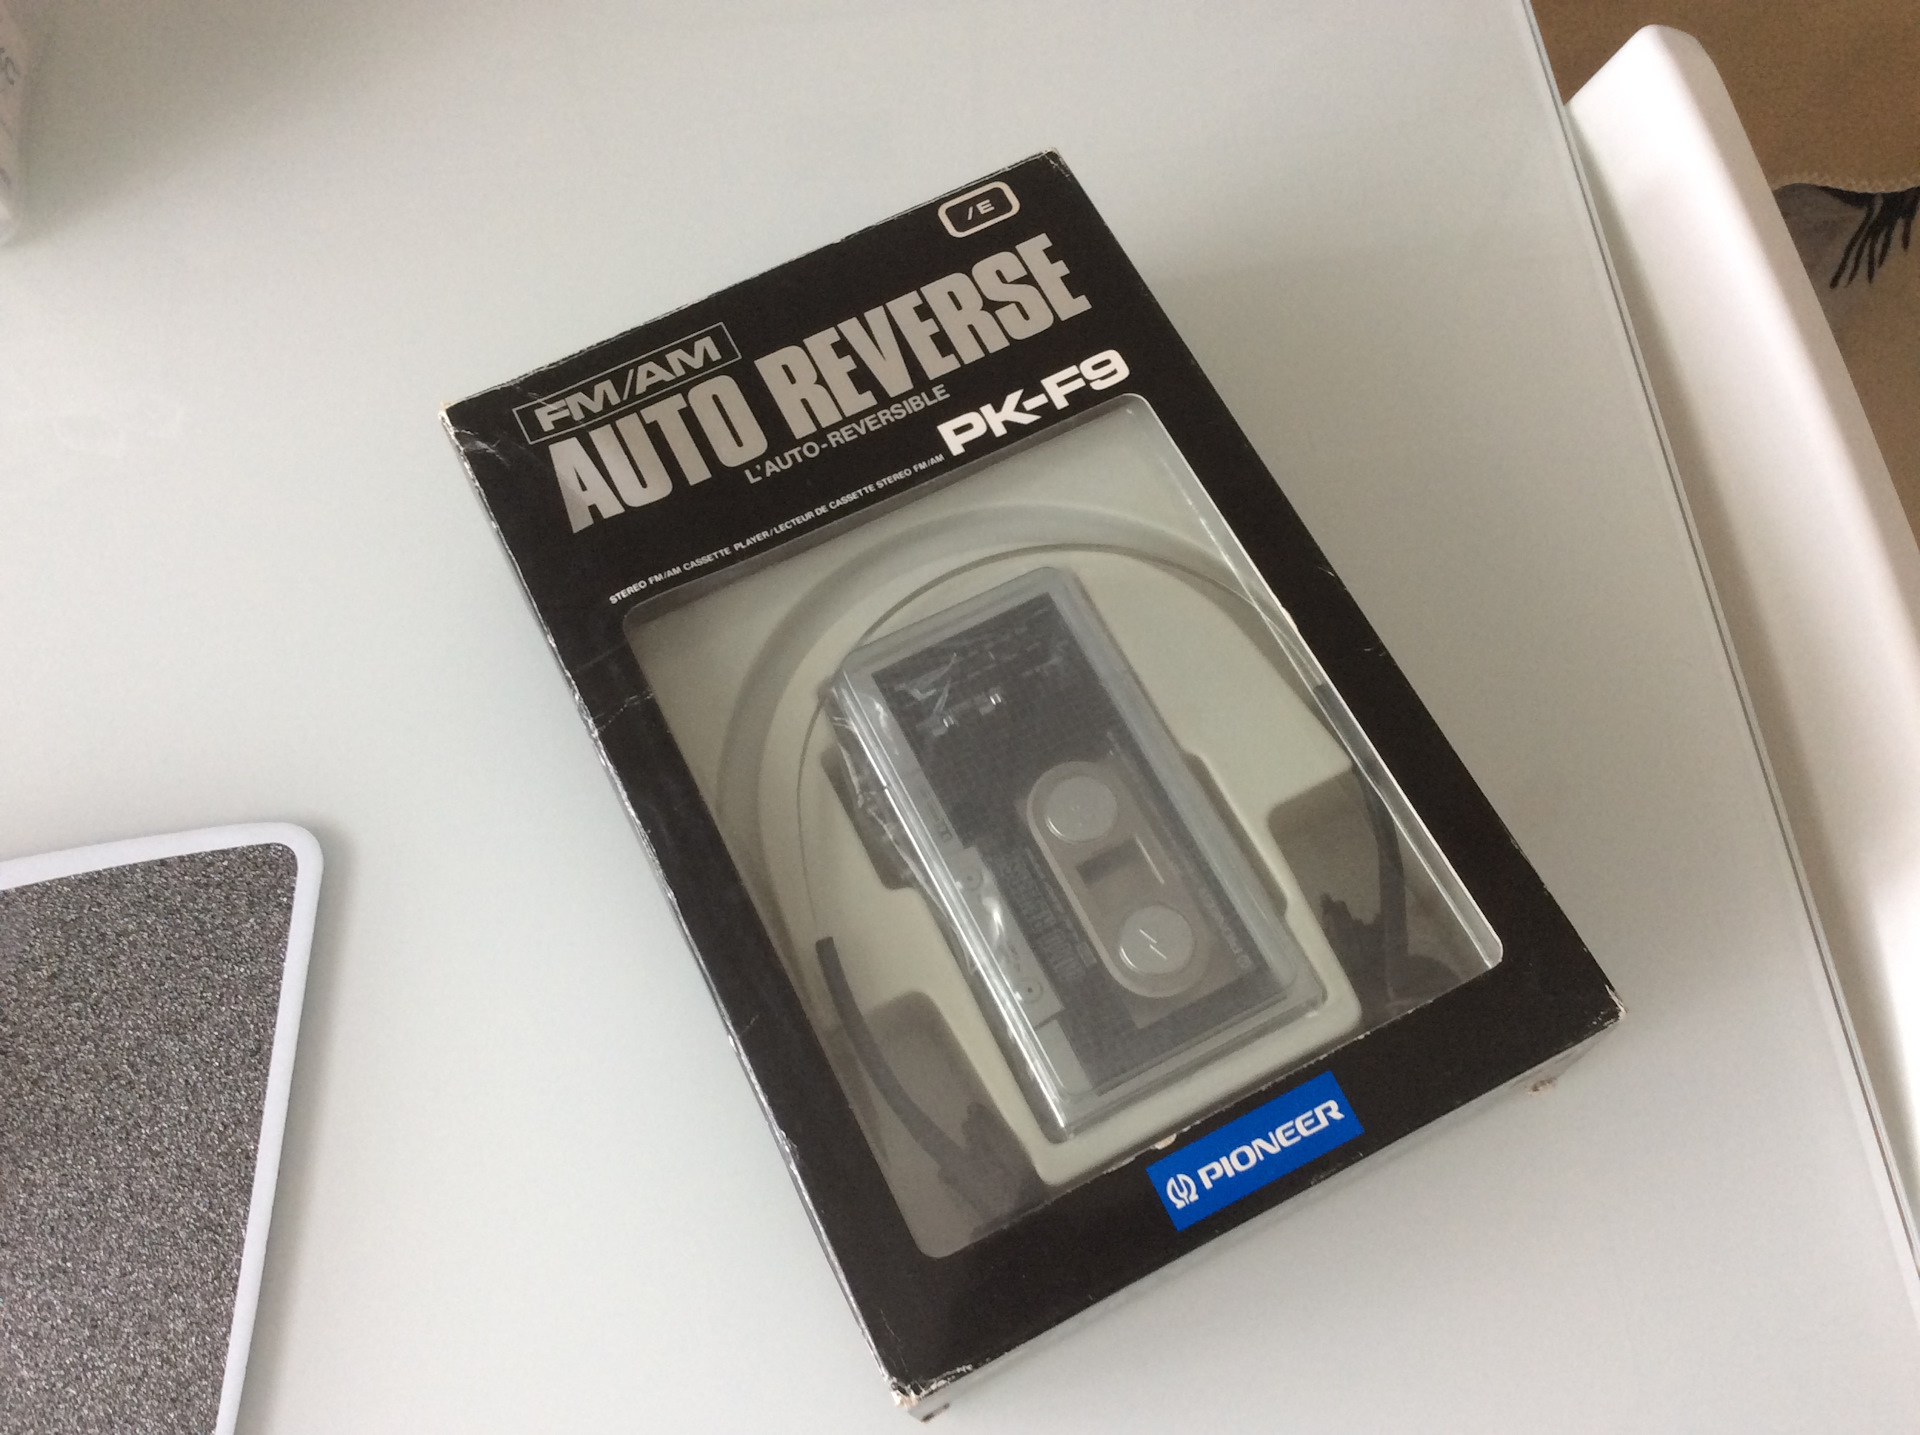 /E
FM/AM
AUTO REVERSE
L'AUTO-REVERSIBLE
STEREO FM/AM CASSETTE PLAYER/LECTEUR DE CASSETTE STEREO FM/AM
PK-F9
PIONEER